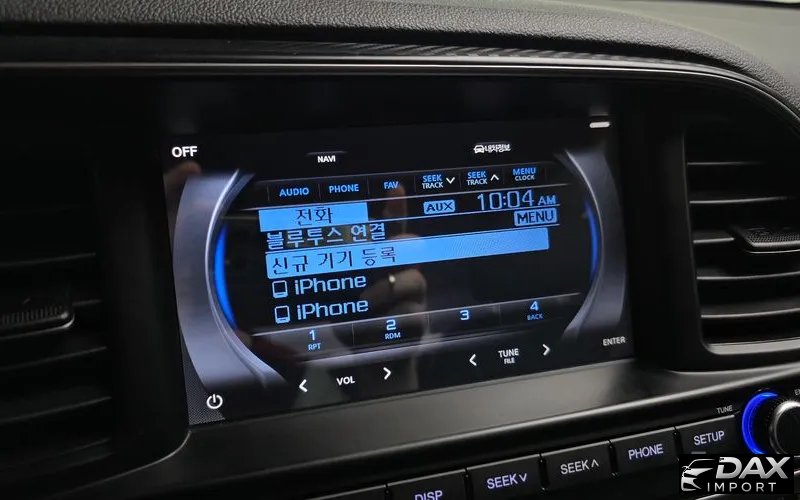 OFF
NAVI
내차정보
AUDIO PHONE FAV SEEK TRACK SEEK TRACK MENU CLOCK
전화 AUX 10:04 AM
블루투스 연결 MENU
신규 기기 등록
iPhone
iPhone
1 RPT 2 RDM 3 4 BACK
VOL TUNE FILE ENTER
TUNE
DISP SEEK SEEK PHONE SETUP
DAX
IMPORT